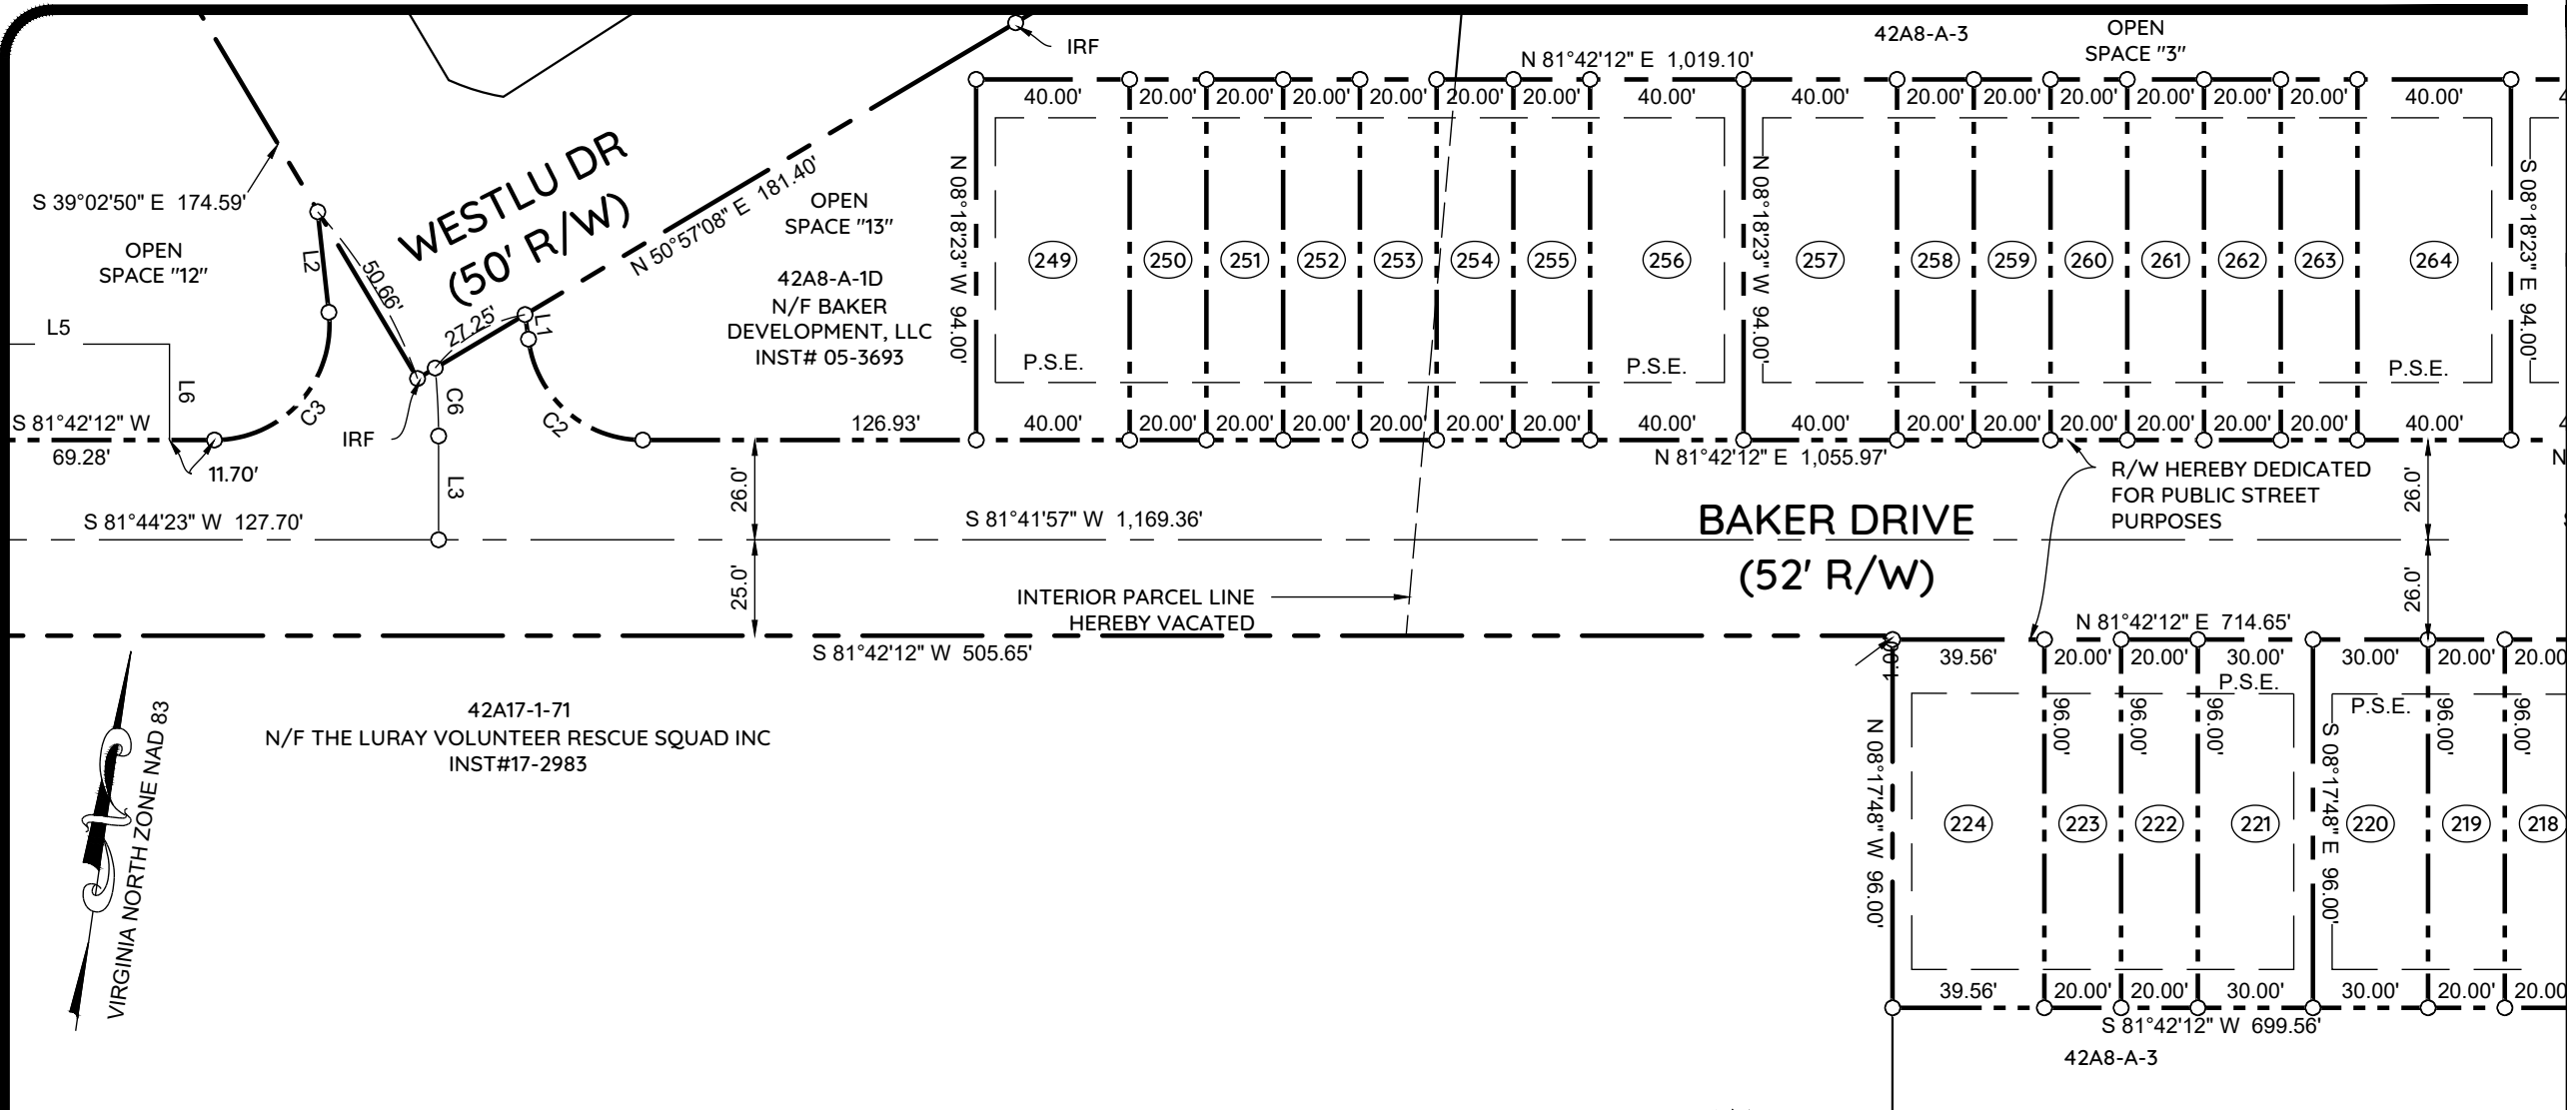 IRF
N 81°42'12" E 1,019.10'
42A8-A-3
OPEN
SPACE "3"
40.00' 20.00' 20.00' 20.00' 20.00' 20.00' 20.00' 40.00' 40.00' 20.00' 20.00' 20.00' 20.00' 20.00' 20.00' 40.00'
S 39°02'50" E 174.59'
OPEN
SPACE "12"
L2
50.66'
WESTLU DR
(50' R/W)
N 50°57'08" E 181.40'
27.25'
L1
OPEN
SPACE "13"
42A8-A-1D
N/F BAKER
DEVELOPMENT, LLC
INST# 05-3693
N 08°18'23" W 94.00'
249 250 251 252 253 254 255 256
N 08°18'23" W 94.00'
257 258 259 260 261 262 263 264
S 08°18'23" E 94.00'
P.S.E. P.S.E. P.S.E.
L5
L6
C3
C6
C2
IRF
S 81°42'12" W
69.28'
11.70'
126.93'
40.00' 20.00' 20.00' 20.00' 20.00' 20.00' 20.00' 40.00' 40.00' 20.00' 20.00' 20.00' 20.00' 20.00' 20.00' 40.00'
N 81°42'12" E 1,055.97'
R/W HEREBY DEDICATED
FOR PUBLIC STREET
PURPOSES
L3
26.0'
26.0'
S 81°44'23" W 127.70'
S 81°41'57" W 1,169.36'
BAKER DRIVE
(52' R/W)
25.0'
26.0'
INTERIOR PARCEL LINE
HEREBY VACATED
S 81°42'12" W 505.65'
N 81°42'12" E 714.65'
1.00'
39.56' 20.00' 20.00' 30.00' 30.00' 20.00' 20.00
P.S.E.
P.S.E.
96.00' 96.00' 96.00' 96.00' 96.00'
42A17-1-71
N/F THE LURAY VOLUNTEER RESCUE SQUAD INC
INST#17-2983
VIRGINIA NORTH ZONE NAD 83
N 08°17'48" W 96.00'
224 223 222 221
S 08°17'48" E 96.00'
220 219 218
39.56' 20.00' 20.00' 30.00' 30.00' 20.00' 20.00
S 81°42'12" W 699.56'
42A8-A-3